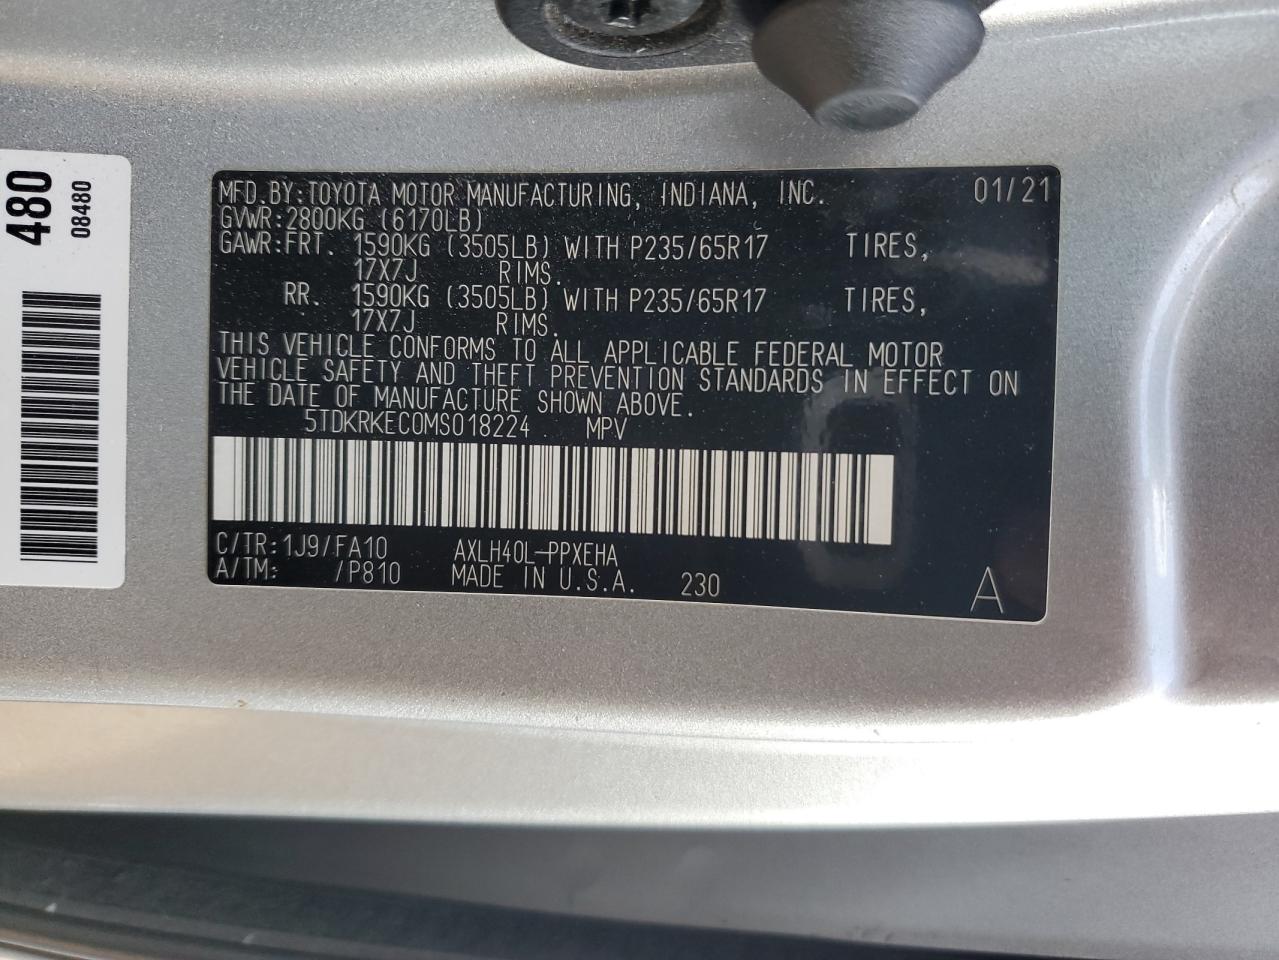 480
08480
MFD.BY:TOYOTA MOTOR MANUFACTURING, INDIANA, INC. 01/21
GVWR:2800KG (6170LB)
GAWR:FRT. 1590KG (3505LB) WITH P235/65R17 TIRES,
17X7J RIMS.
RR. 1590KG (3505LB) WITH P235/65R17 TIRES,
17X7J RIMS.
THIS VEHICLE CONFORMS TO ALL APPLICABLE FEDERAL MOTOR
VEHICLE SAFETY AND THEFT PREVENTION STANDARDS IN EFFECT ON
THE DATE OF MANUFACTURE SHOWN ABOVE.
5TDKRKEC0MS018224 MPV
C/TR:1J9/FA10 AXLH40L-PPXEHA
A/TM: /P810 MADE IN U.S.A. 230 A